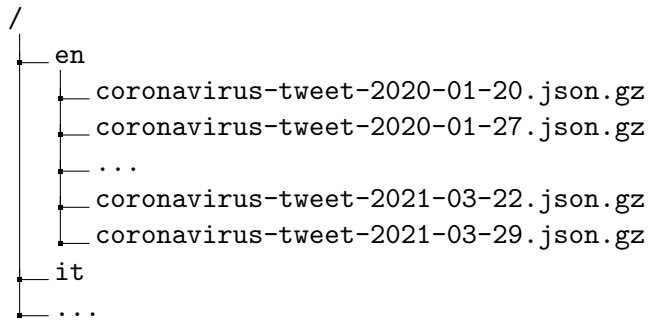 /
en
coronavirus-tweet-2020-01-20.json.gz
coronavirus-tweet-2020-01-27.json.gz
...
coronavirus-tweet-2021-03-22.json.gz
coronavirus-tweet-2021-03-29.json.gz
it
...